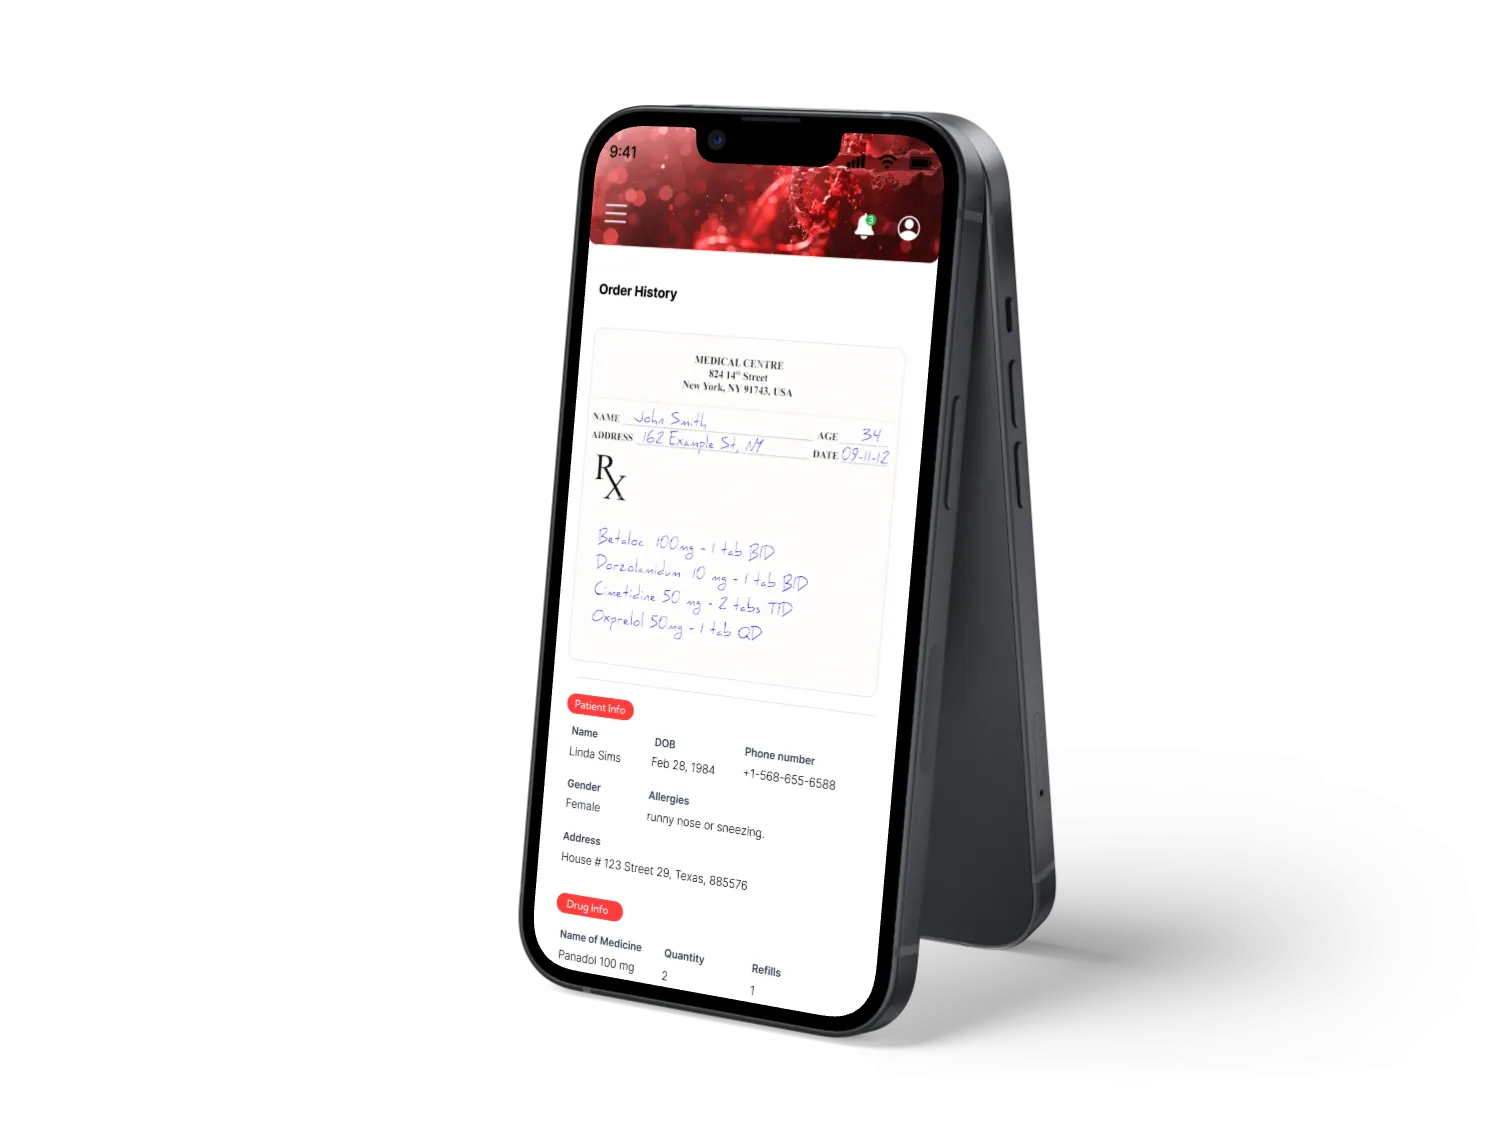 9:41
3
Order History
MEDICAL CENTRE
824 14th Street
New York, NY 91743, USA
NAME John Smith AGE 34
ADDRESS 162 Example St, NY DATE 09-11-12
Rx
Betaloc 100mg - 1 tab BID
Dorzolamidum 10 mg - 1 tab BID
Cimetidine 50 mg - 2 tabs TID
Oxprelol 50mg - 1 tab QD
Patient Info
Name DOB Phone number
Linda Sims Feb 28, 1984 +1-568-655-6588
Gender Allergies
Female runny nose or sneezing.
Address
House # 123 Street 29, Texas, 885576
Drug Info
Name of Medicine Quantity Refills
Panadol 100 mg 2 1